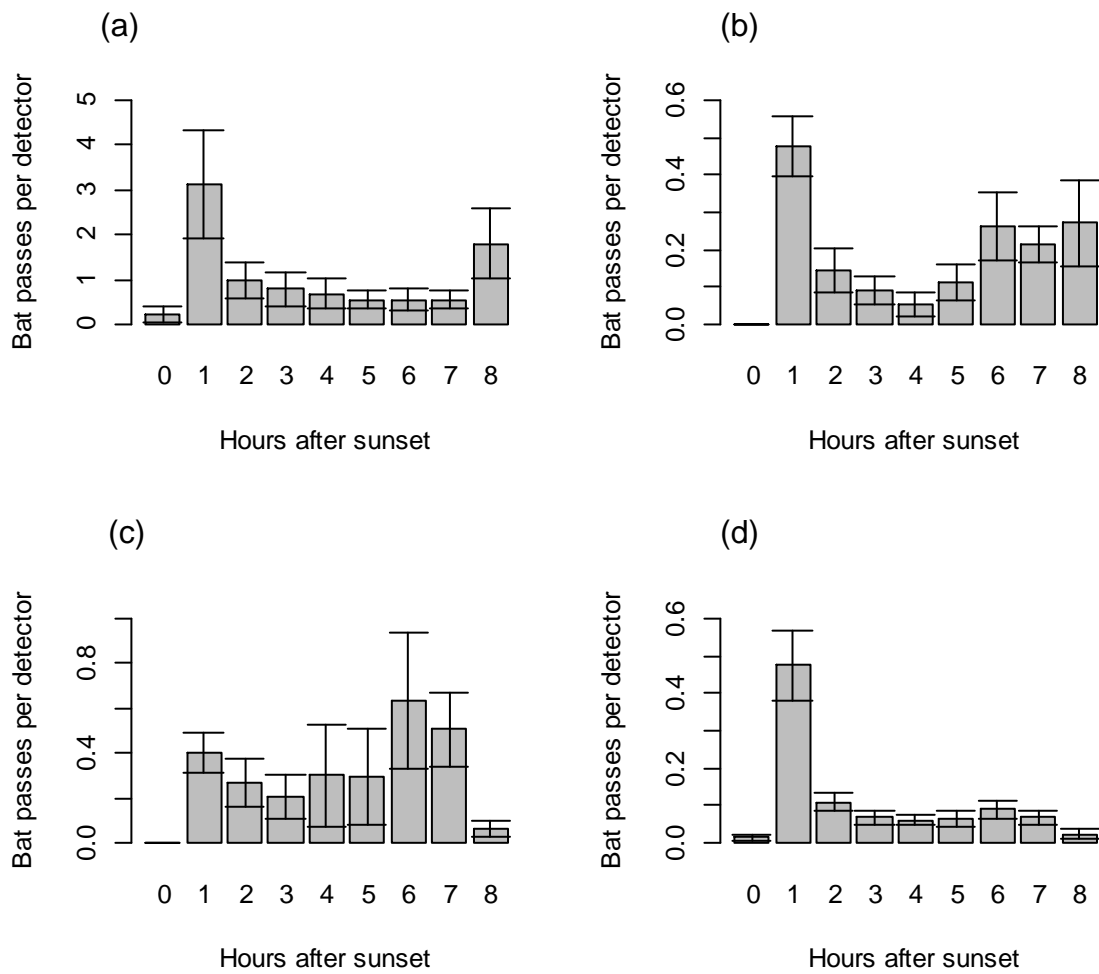 (a)
Bat passes per detector
5
4
3
2
1
0
0 1 2 3 4 5 6 7 8
Hours after sunset
(b)
Bat passes per detector
0.6
0.4
0.2
0.0
0 1 2 3 4 5 6 7 8
Hours after sunset
(c)
Bat passes per detector
0.8
0.4
0.0
0 1 2 3 4 5 6 7 8
Hours after sunset
(d)
Bat passes per detector
0.6
0.4
0.2
0.0
0 1 2 3 4 5 6 7 8
Hours after sunset